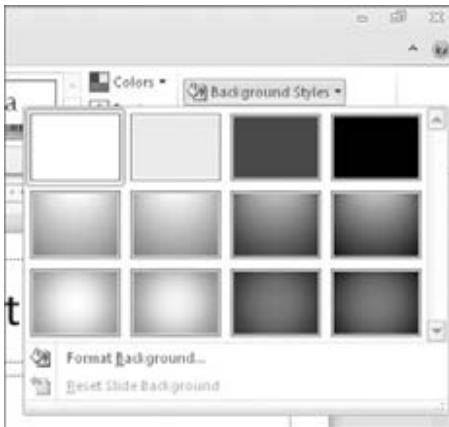 Colors
a
Background Styles
t
Format Background...
Reset Slide Background